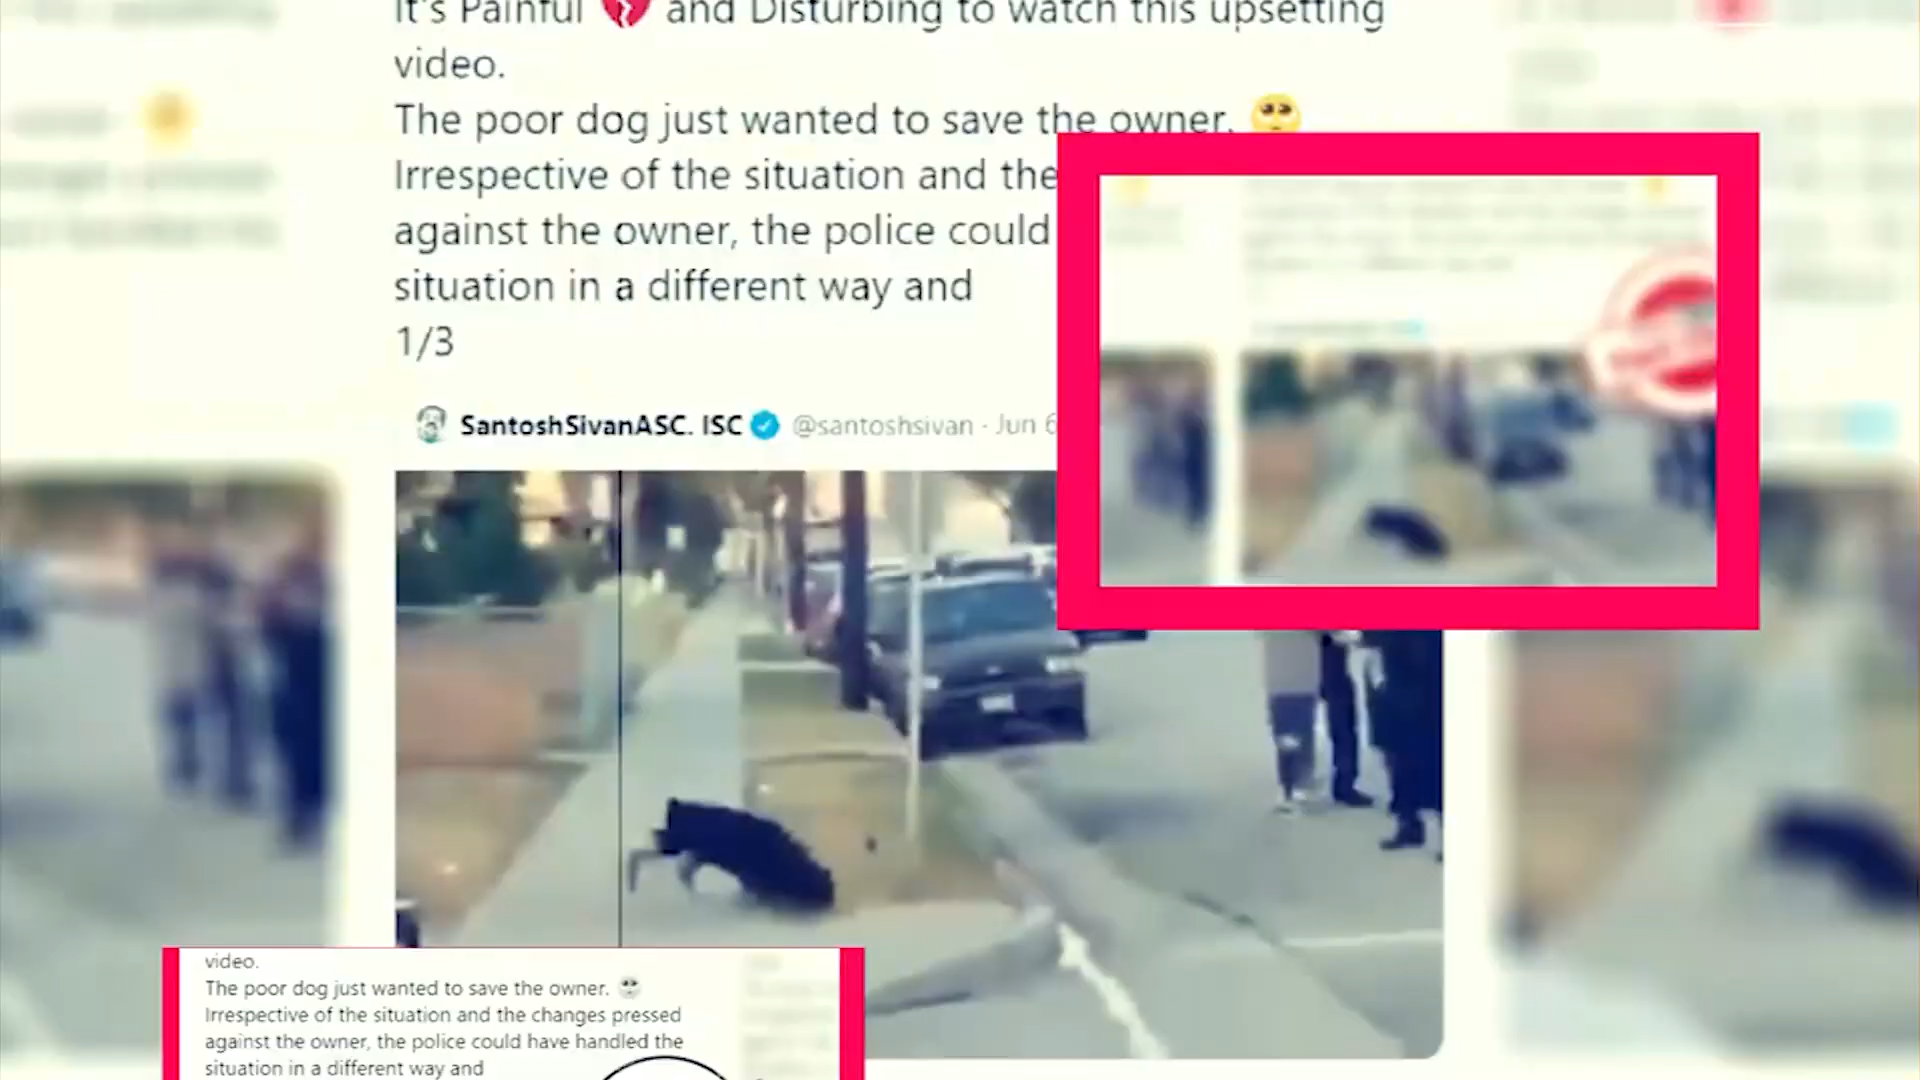 It's Painful 💔 and Disturbing to watch this upsetting
video.
The poor dog just wanted to save the owner. 🥺
Irrespective of the situation and the
against the owner, the police could
situation in a different way and
1/3
SantoshSivanASC. ISC @santoshsivan · Jun 6
video.
The poor dog just wanted to save the owner. 🥺
Irrespective of the situation and the changes pressed
against the owner, the police could have handled the
situation in a different way and